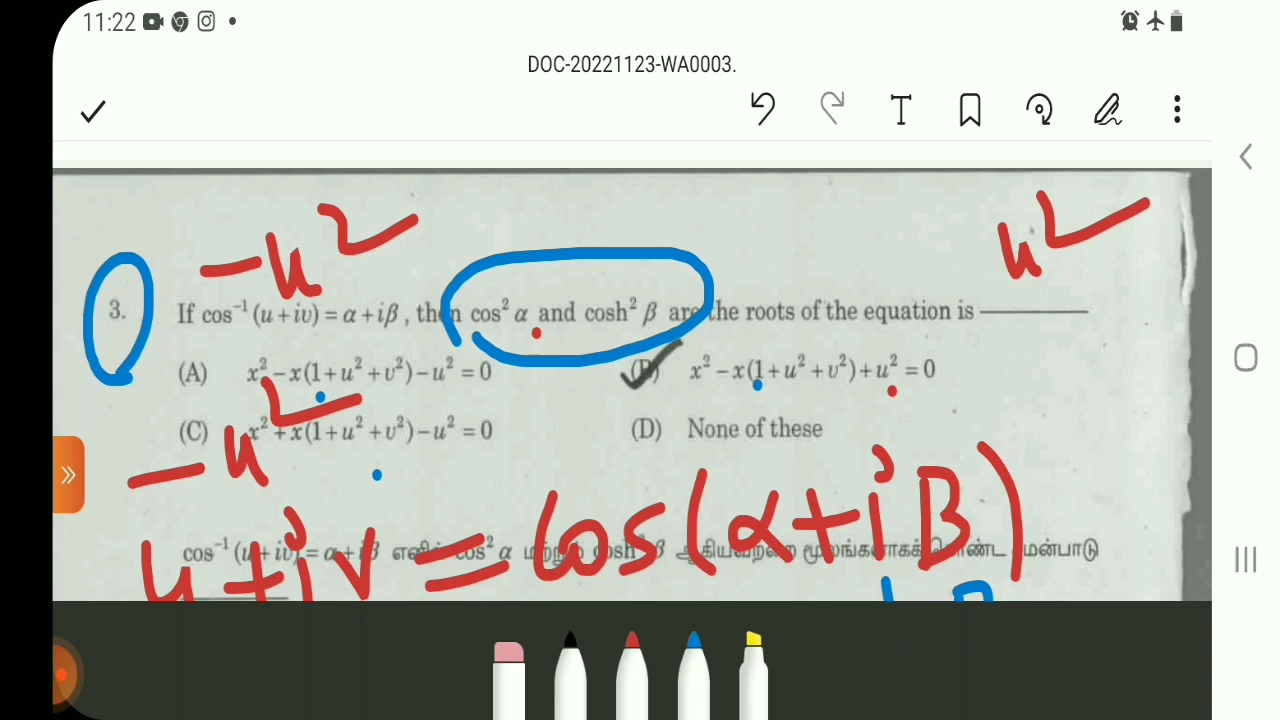 11:22
DOC-20221123-WA0003.
T
-u² u²
3. If cos⁻¹ (u + iv) = α + iβ, then cos² α and cosh² β are the roots of the equation is ————
(A) x² – x(1 + u² + v²) – u² = 0 (B) x² – x(1 + u² + v²) + u² = 0
(C) x² + x(1 + u² + v²) – u² = 0 (D) None of these
-u²
u + iv = cos(α + iβ)
cos⁻¹ (u + iv) = α + iβ எனில் cos² α மற்றும் cosh² β ஆகியவற்றை மூலங்களாகக் கொண்ட சமன்பாடு